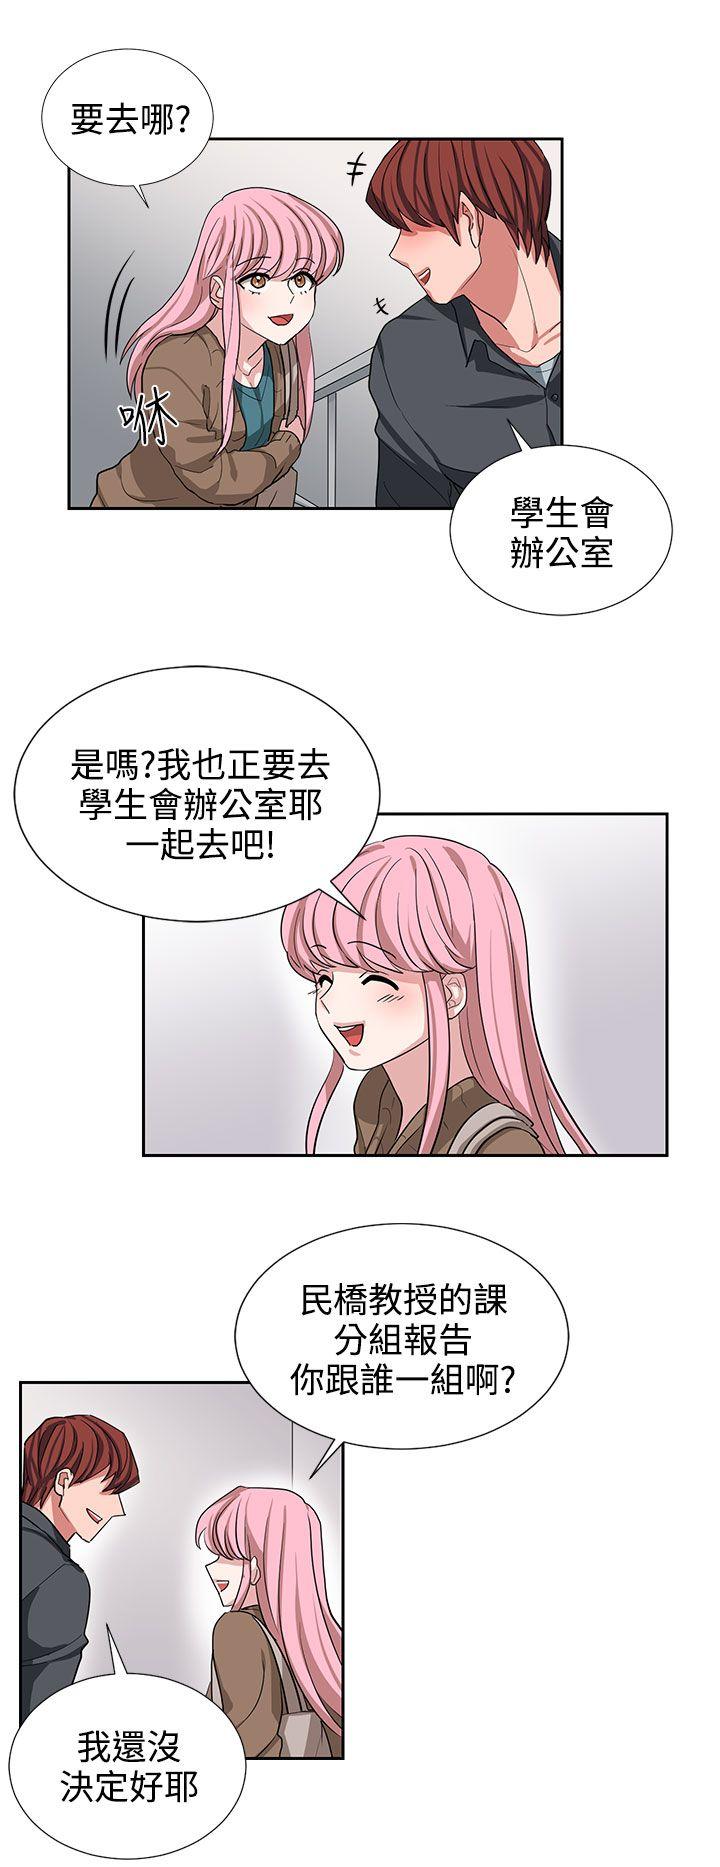 要去哪?
咻
學生會
辦公室
是嗎?我也正要去
學生會辦公室耶
一起去吧!
民橋教授的課
分組報告
你跟誰一組啊?
我還沒
決定好耶